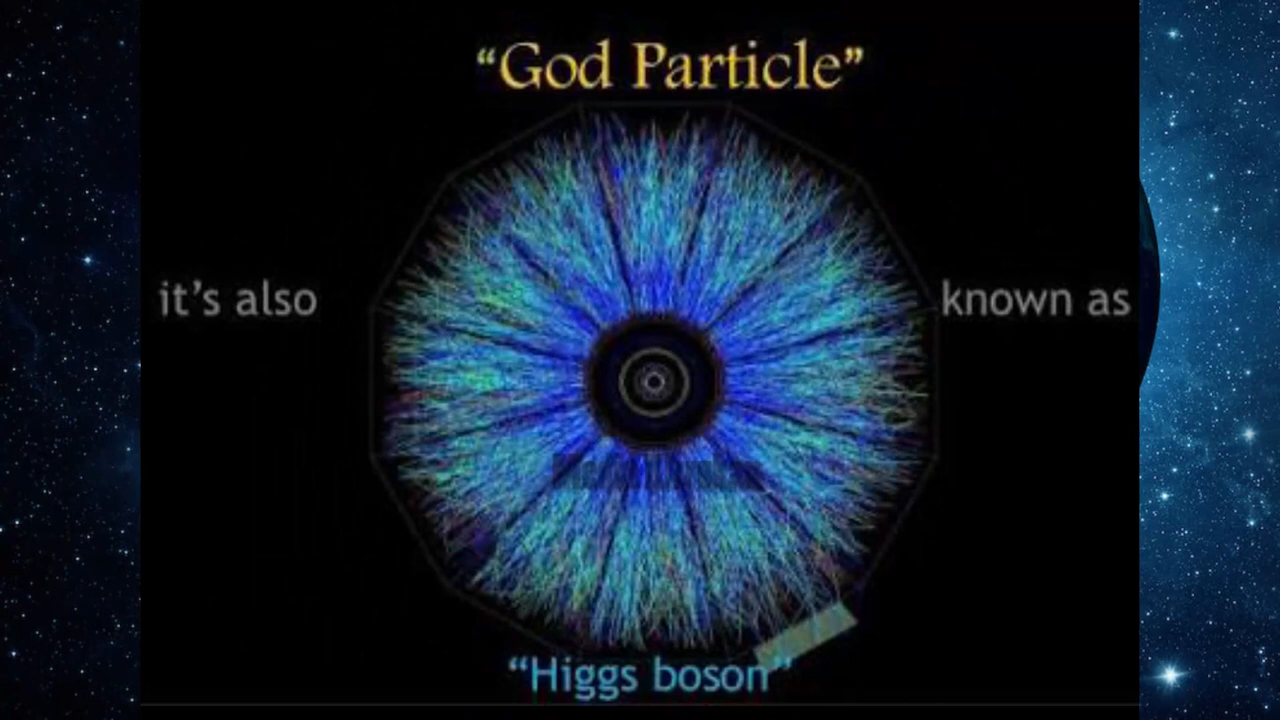 “God Particle”
it’s also
known as
“Higgs boson”